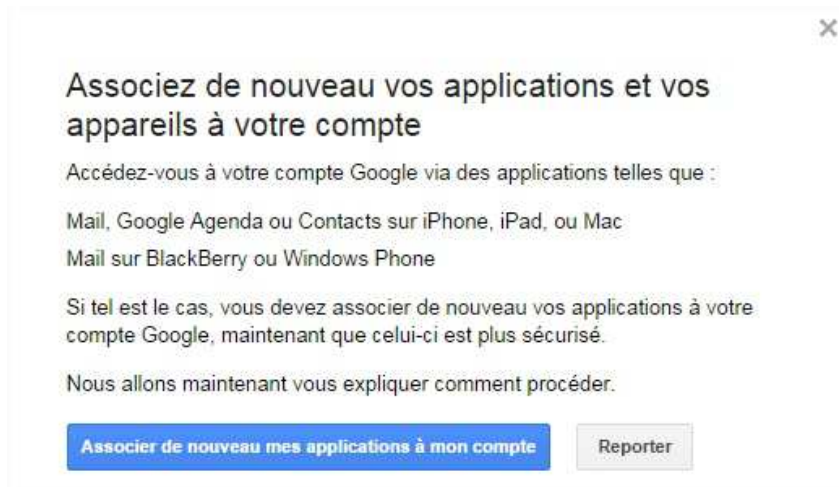 Associez de nouveau vos applications et vos
appareils à votre compte
Accédez-vous à votre compte Google via des applications telles que :
Mail, Google Agenda ou Contacts sur iPhone, iPad, ou Mac
Mail sur BlackBerry ou Windows Phone
Si tel est le cas, vous devez associer de nouveau vos applications à votre
compte Google, maintenant que celui-ci est plus sécurisé.
Nous allons maintenant vous expliquer comment procéder.
Associer de nouveau mes applications à mon compte
Reporter